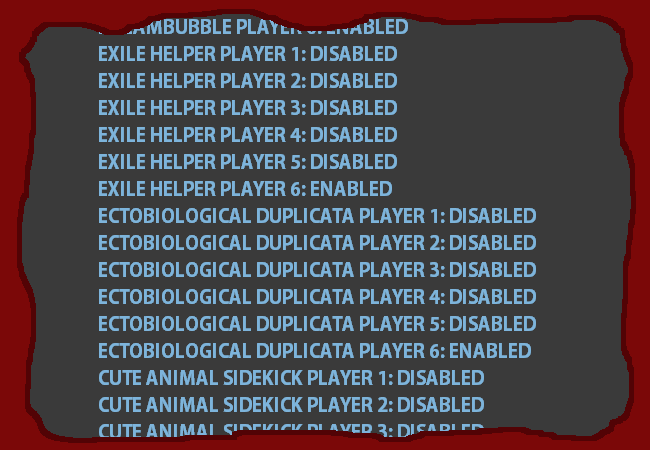 PLAYER 6: ENABLED
EXILE HELPER PLAYER 1: DISABLED
EXILE HELPER PLAYER 2: DISABLED
EXILE HELPER PLAYER 3: DISABLED
EXILE HELPER PLAYER 4: DISABLED
EXILE HELPER PLAYER 5: DISABLED
EXILE HELPER PLAYER 6: ENABLED
ECTOBIOLOGICAL DUPLICATA PLAYER 1: DISABLED
ECTOBIOLOGICAL DUPLICATA PLAYER 2: DISABLED
ECTOBIOLOGICAL DUPLICATA PLAYER 3: DISABLED
ECTOBIOLOGICAL DUPLICATA PLAYER 4: DISABLED
ECTOBIOLOGICAL DUPLICATA PLAYER 5: DISABLED
ECTOBIOLOGICAL DUPLICATA PLAYER 6: ENABLED
CUTE ANIMAL SIDEKICK PLAYER 1: DISABLED
CUTE ANIMAL SIDEKICK PLAYER 2: DISABLED
CUTE ANIMAL SIDEKICK PLAYER 3: DISABLED